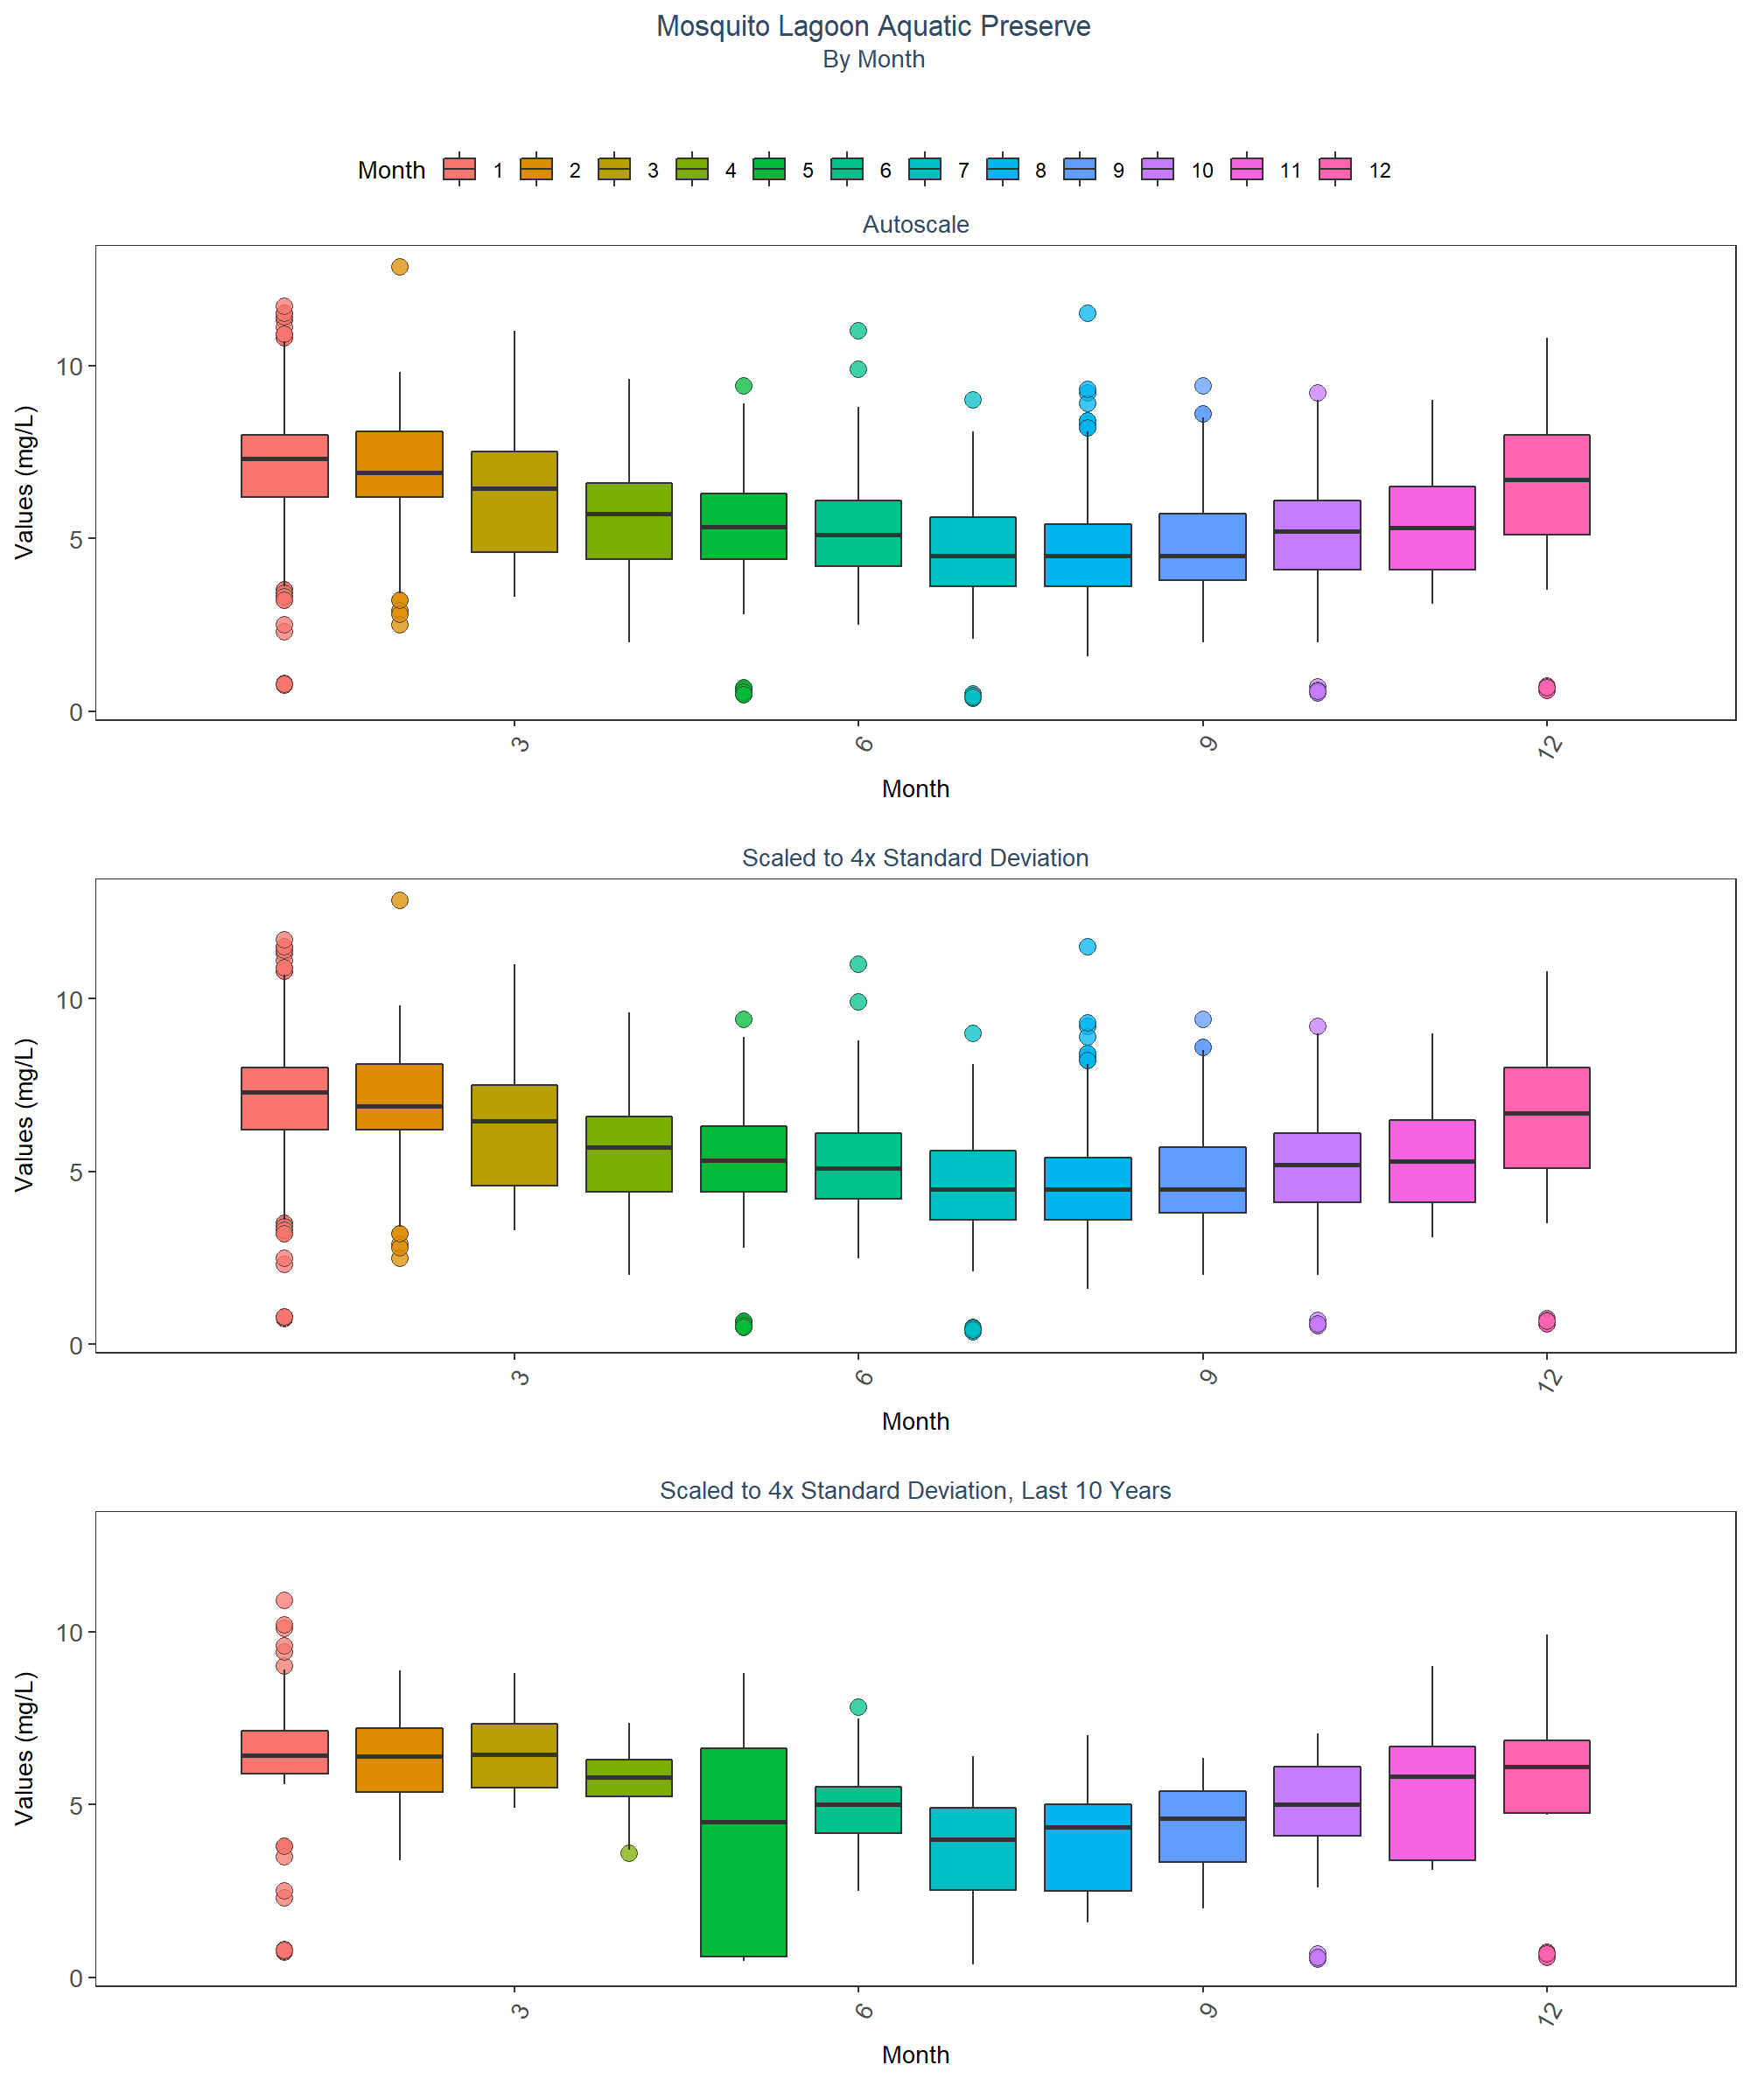 Mosquito Lagoon Aquatic Preserve
By Month
Month 1 2 3 4 5 6 7 8 9 10 11 12
Autoscale
Values (mg/L)
10
5
0
3 6 9 12
Month
Scaled to 4x Standard Deviation
Values (mg/L)
10
5
0
3 6 9 12
Month
Scaled to 4x Standard Deviation, Last 10 Years
Values (mg/L)
10
5
0
3 6 9 12
Month